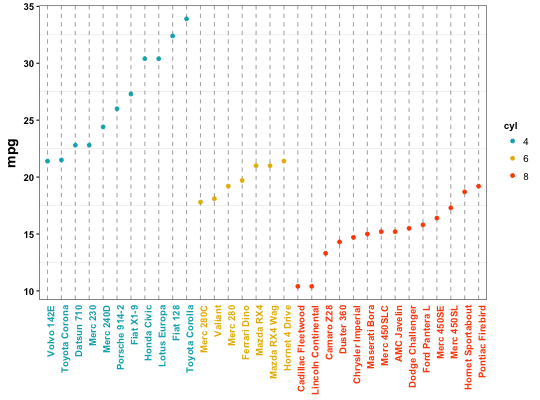 35
30
25
20
15
10
mpg
cyl
4
6
8
Volvo 142E
Toyota Corona
Datsun 710
Merc 230
Merc 240D
Porsche 914-2
Fiat X1-9
Honda Civic
Lotus Europa
Fiat 128
Toyota Corolla
Merc 280C
Valiant
Merc 280
Ferrari Dino
Mazda RX4
Mazda RX4 Wag
Hornet 4 Drive
Cadillac Fleetwood
Lincoln Continental
Camaro Z28
Duster 360
Chrysler Imperial
Maserati Bora
Merc 450SLC
AMC Javelin
Dodge Challenger
Ford Pantera L
Merc 450SE
Merc 450SL
Hornet Sportabout
Pontiac Firebird